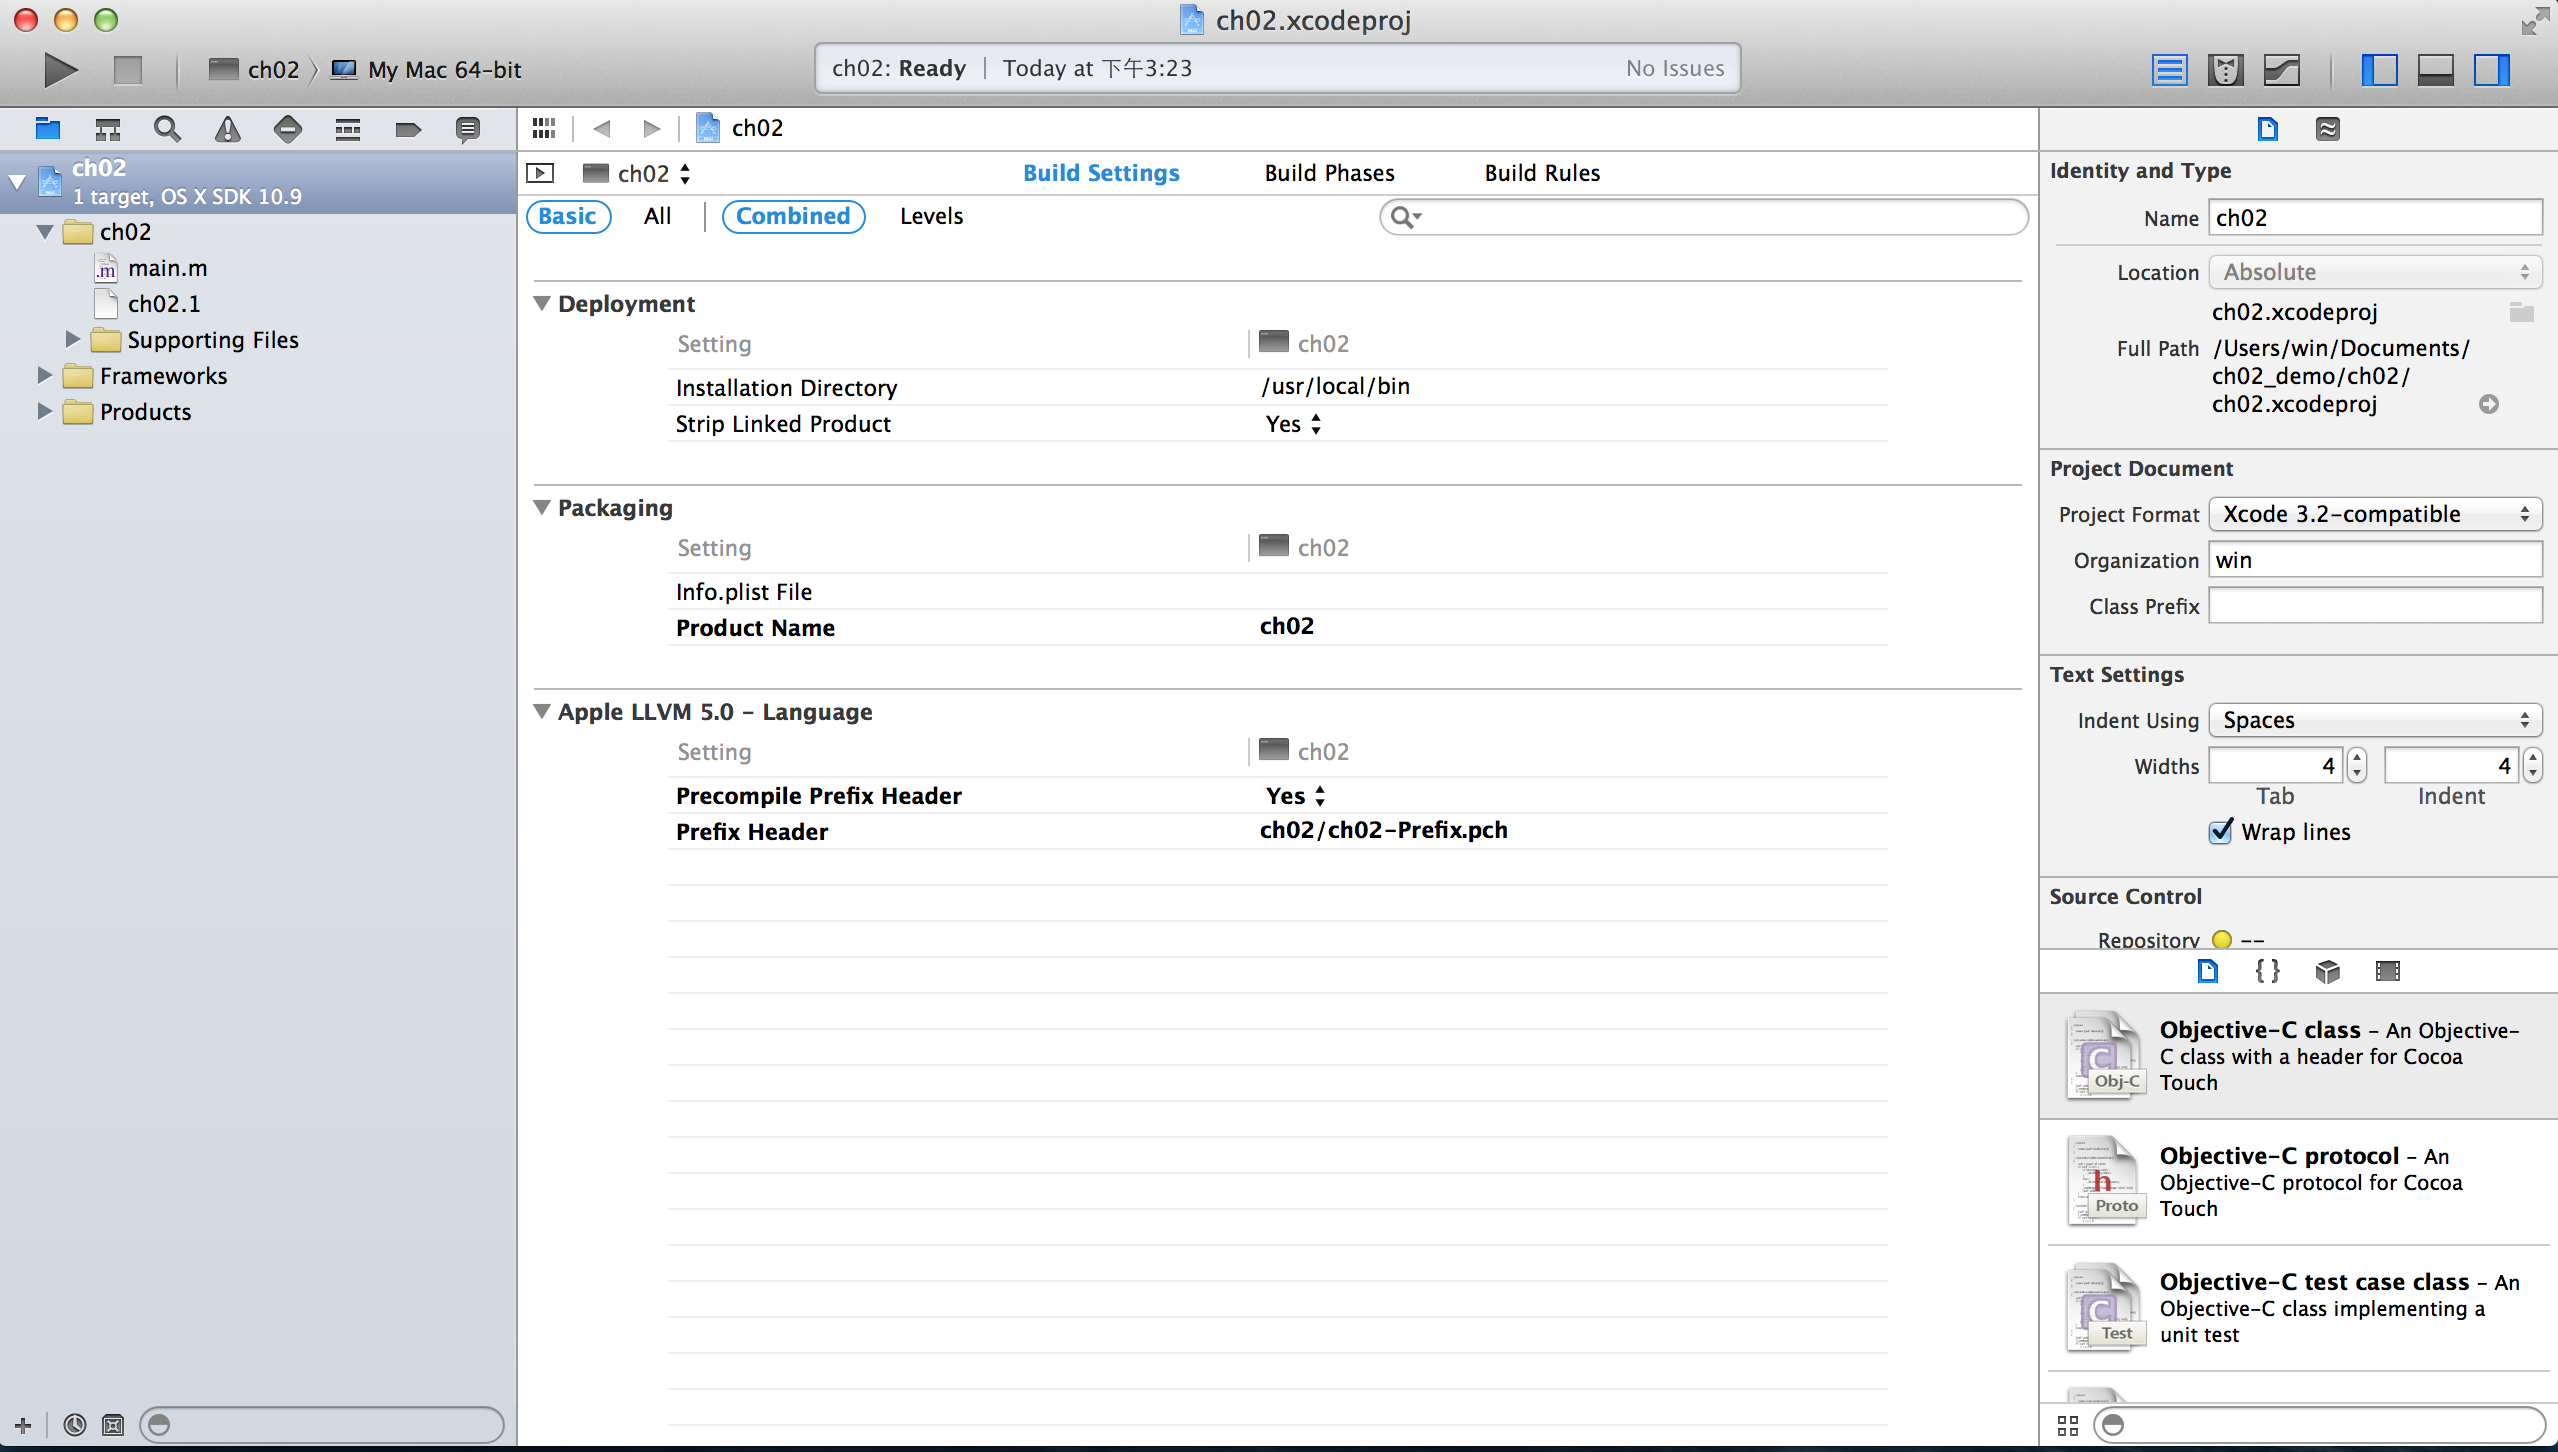 ch02.xcodeproj
ch02 My Mac 64-bit
ch02: Ready Today at 下午3:23 No Issues
ch02
1 target, OS X SDK 10.9
ch02
main.m
ch02.1
Supporting Files
Frameworks
Products
ch02
ch02 Build Settings Build Phases Build Rules
Basic All Combined Levels
Deployment
Setting ch02
Installation Directory /usr/local/bin
Strip Linked Product Yes
Packaging
Setting ch02
Info.plist File
Product Name ch02
Apple LLVM 5.0 - Language
Setting ch02
Precompile Prefix Header Yes
Prefix Header ch02/ch02-Prefix.pch
Identity and Type
Name ch02
Location Absolute
ch02.xcodeproj
Full Path /Users/win/Documents/
ch02_demo/ch02/
ch02.xcodeproj
Project Document
Project Format Xcode 3.2-compatible
Organization win
Class Prefix
Text Settings
Indent Using Spaces
Widths 4 4
Tab Indent
Wrap lines
Source Control
Repository --
{ }
Objective-C class - An Objective-
C class with a header for Cocoa
Touch
Obj-C
Objective-C protocol - An
Objective-C protocol for Cocoa
Touch
h
Proto
Objective-C test case class - An
Objective-C class implementing a
unit test
C
Test